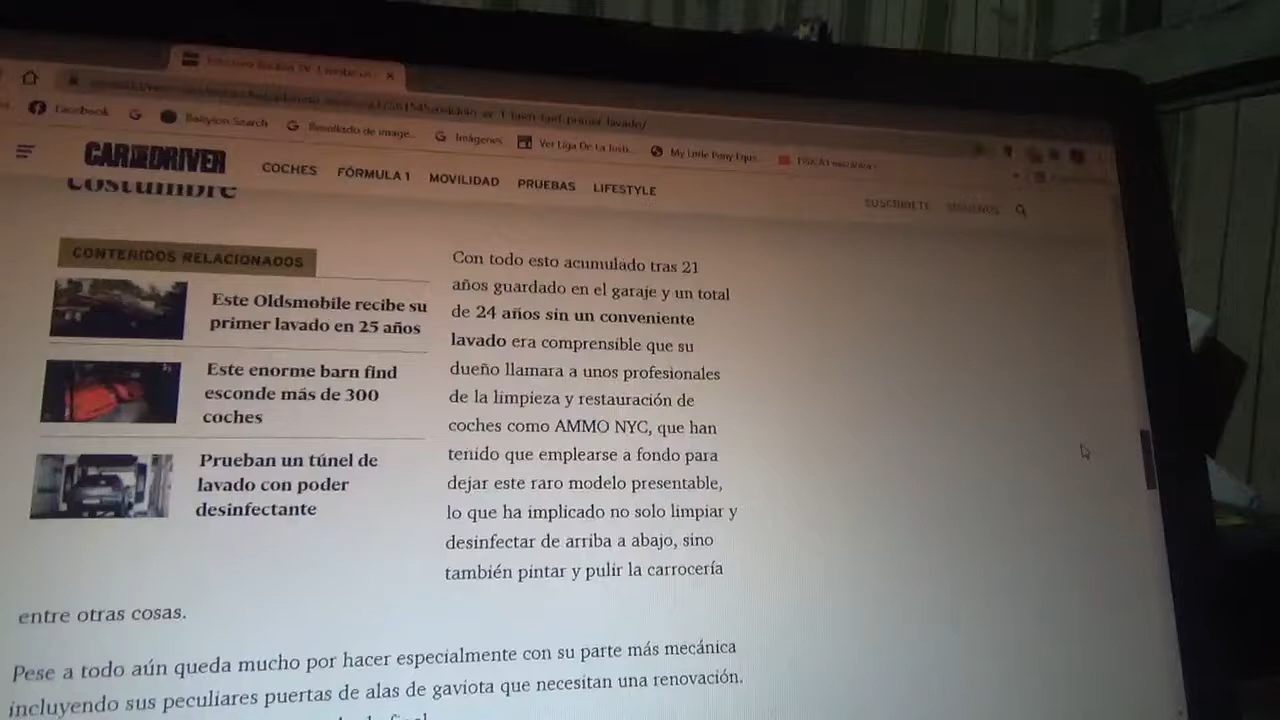 Facebook
Babylon Search
Resultado de image...
Imágenes
Ver Liga De La Justi...
My Little Pony Eque...
CAR AND DRIVER
COCHES
FÓRMULA 1
MOVILIDAD
PRUEBAS
LIFESTYLE
SUSCRÍBETE
SÍGUENOS
costumbre
CONTENIDOS RELACIONADOS
Este Oldsmobile recibe su
primer lavado en 25 años
Este enorme barn find
esconde más de 300
coches
Prueban un túnel de
lavado con poder
desinfectante
Con todo esto acumulado tras 21
años guardado en el garaje y un total
de 24 años sin un conveniente
lavado era comprensible que su
dueño llamara a unos profesionales
de la limpieza y restauración de
coches como AMMO NYC, que han
tenido que emplearse a fondo para
dejar este raro modelo presentable,
lo que ha implicado no solo limpiar y
desinfectar de arriba a abajo, sino
también pintar y pulir la carrocería
entre otras cosas.
Pese a todo aún queda mucho por hacer especialmente con su parte más mecánica
incluyendo sus peculiares puertas de alas de gaviota que necesitan una renovación.